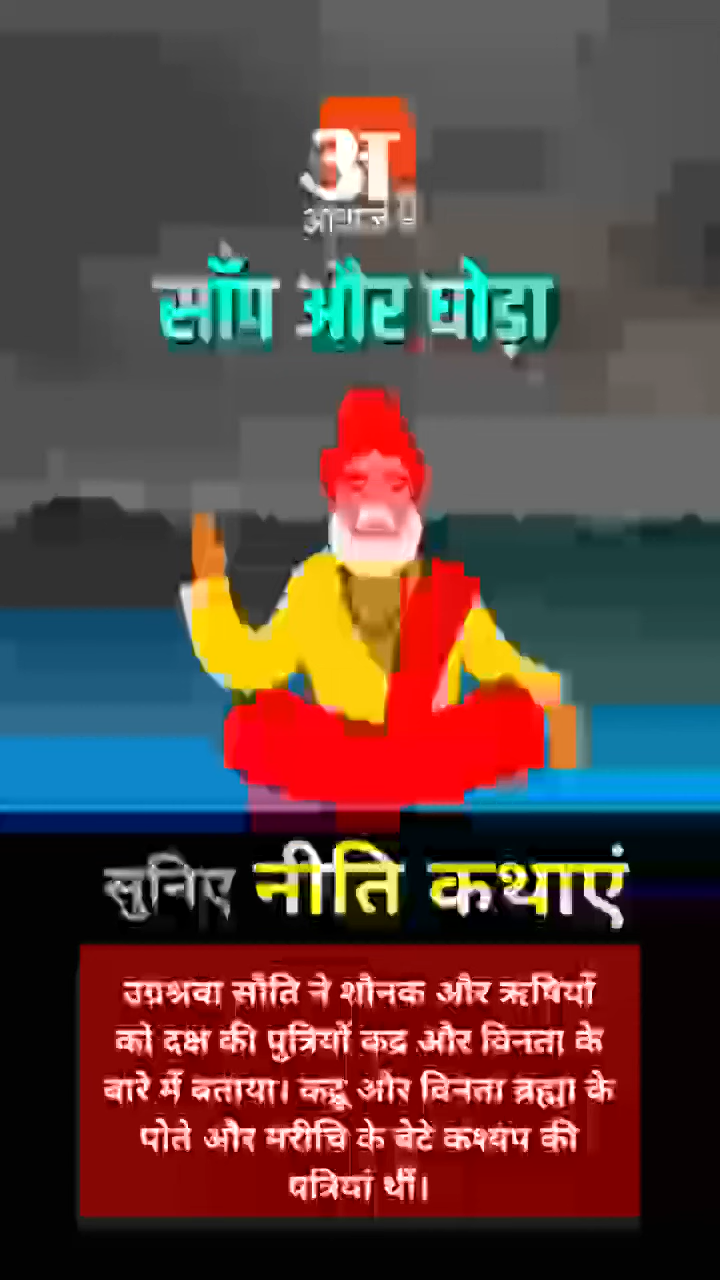 अ
आवाज़ में
साँप और घोड़ा
सुनिए नीति कथाएं
उग्रश्रवा सौति ने शौनक और ऋषियों
को दक्ष की पुत्रियों कद्रू और विनता के
बारे में बताया। कद्रू और विनता ब्रह्मा के
पोते और मरीचि के बेटे कश्यप की
पत्नियां थीं।